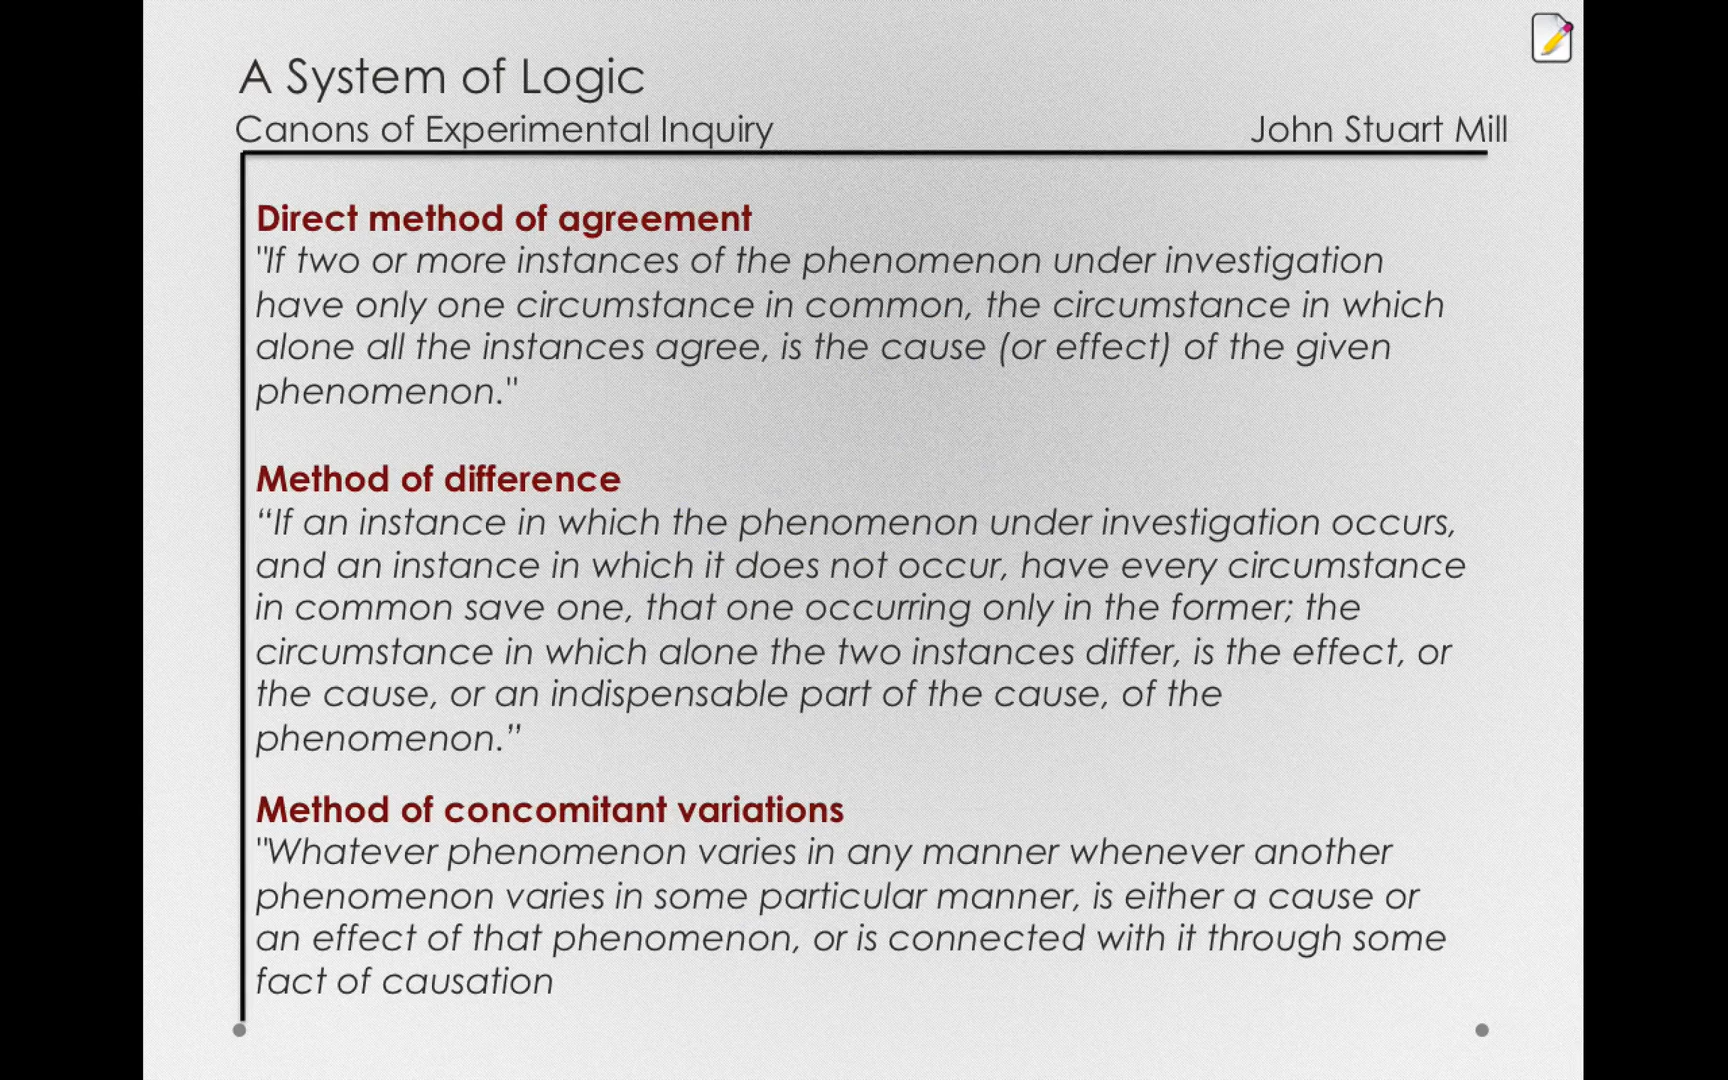 A System of Logic
Canons of Experimental Inquiry
John Stuart Mill
Direct method of agreement
"If two or more instances of the phenomenon under investigation
have only one circumstance in common, the circumstance in which
alone all the instances agree, is the cause (or effect) of the given
phenomenon."
Method of difference
“If an instance in which the phenomenon under investigation occurs,
and an instance in which it does not occur, have every circumstance
in common save one, that one occurring only in the former; the
circumstance in which alone the two instances differ, is the effect, or
the cause, or an indispensable part of the cause, of the
phenomenon.”
Method of concomitant variations
"Whatever phenomenon varies in any manner whenever another
phenomenon varies in some particular manner, is either a cause or
an effect of that phenomenon, or is connected with it through some
fact of causation